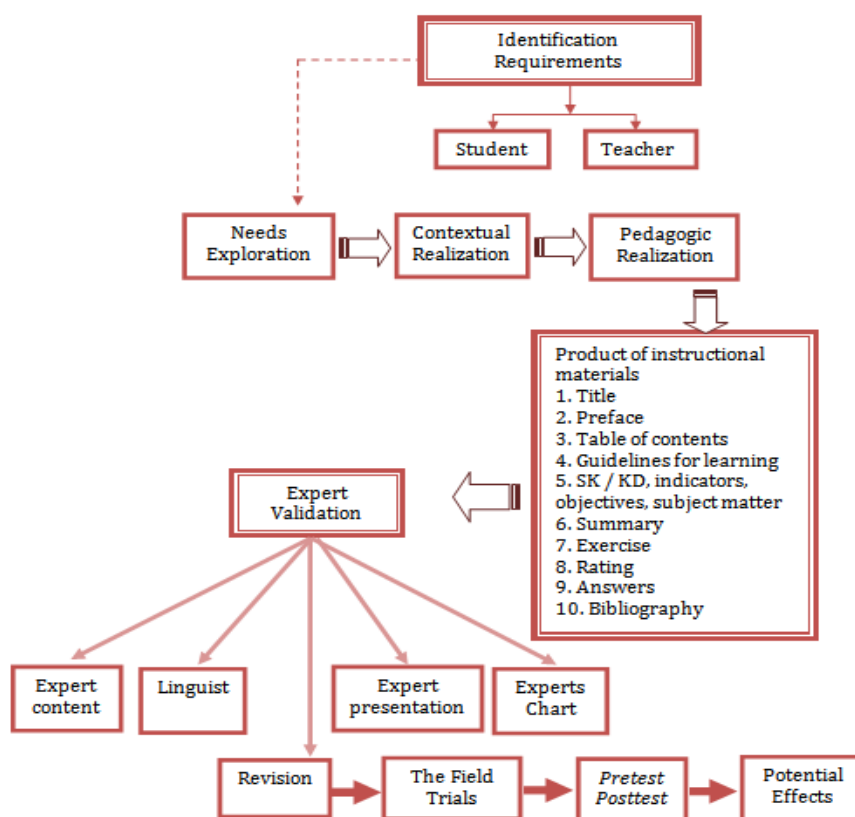 Identification
Requirements
Student
Teacher
Needs
Exploration
Contextual
Realization
Pedagogic
Realization
Product of instructional
materials
1. Title
2. Preface
3. Table of contents
4. Guidelines for learning
5. SK / KD, indicators,
objectives, subject matter
6. Summary
7. Exercise
8. Rating
9. Answers
10. Bibliography
Expert
Validation
Expert
content
Linguist
Expert
presentation
Experts
Chart
Revision
The Field
Trials
Pretest
Posttest
Potential
Effects